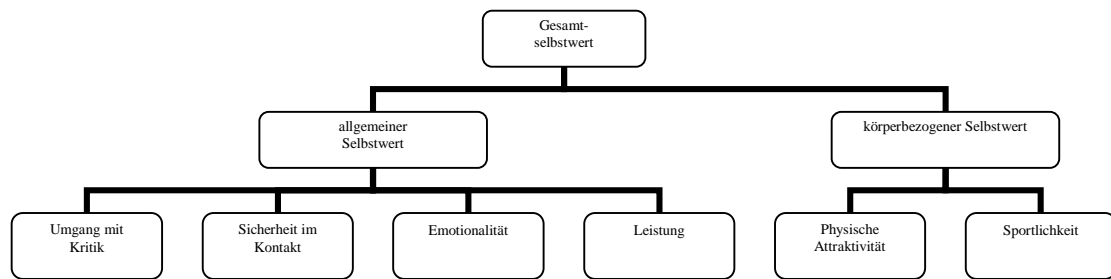 Gesamt-
selbstwert
allgemeiner
Selbstwert
körperbezogener Selbstwert
Umgang mit
Kritik
Sicherheit im
Kontakt
Emotionalität
Leistung
Physische
Attraktivität
Sportlichkeit